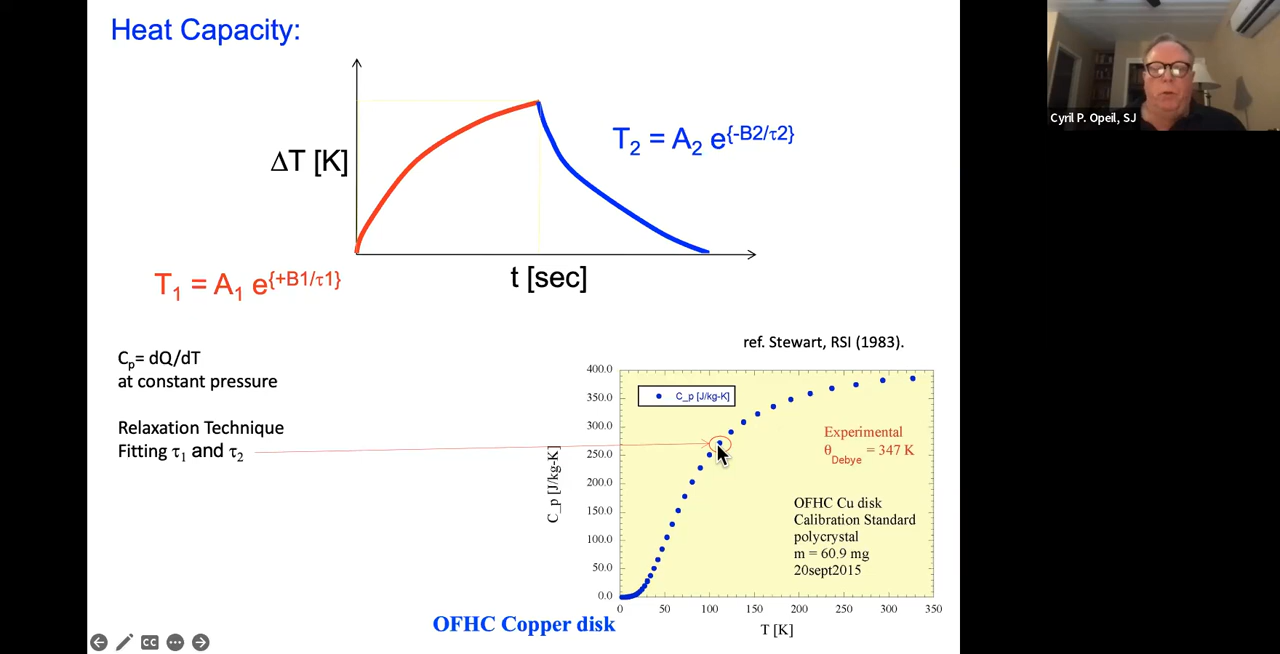 Heat Capacity:
Cyril P. Opeil, SJ
ΔT [K]
T₂ = A₂ e{-B2/τ2}
T₁ = A₁ e{+B1/τ1}
t [sec]
Cp= dQ/dT
at constant pressure
Relaxation Technique
Fitting τ₁ and τ₂
ref. Stewart, RSI (1983).
400.0
350.0
300.0
250.0
200.0
150.0
100.0
50.0
0.0
C_p [J/kg-K]
C_p [J/kg-K]
Experimental
θDebye = 347 K
OFHC Cu disk
Calibration Standard
polycrystal
m = 60.9 mg
20sept2015
0 50 100 150 200 250 300 350
T [K]
OFHC Copper disk
CC